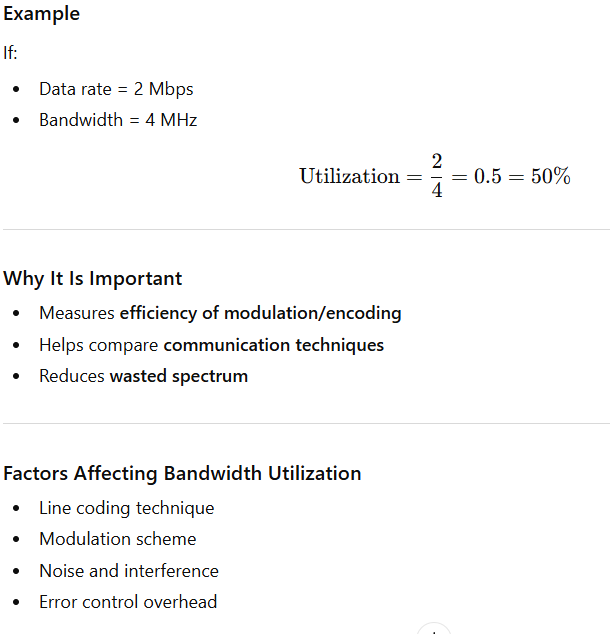 Example
If:
• Data rate = 2 Mbps
• Bandwidth = 4 MHz
Utilization = 2/4 = 0.5 = 50%
Why It Is Important
• Measures efficiency of modulation/encoding
• Helps compare communication techniques
• Reduces wasted spectrum
Factors Affecting Bandwidth Utilization
• Line coding technique
• Modulation scheme
• Noise and interference
• Error control overhead